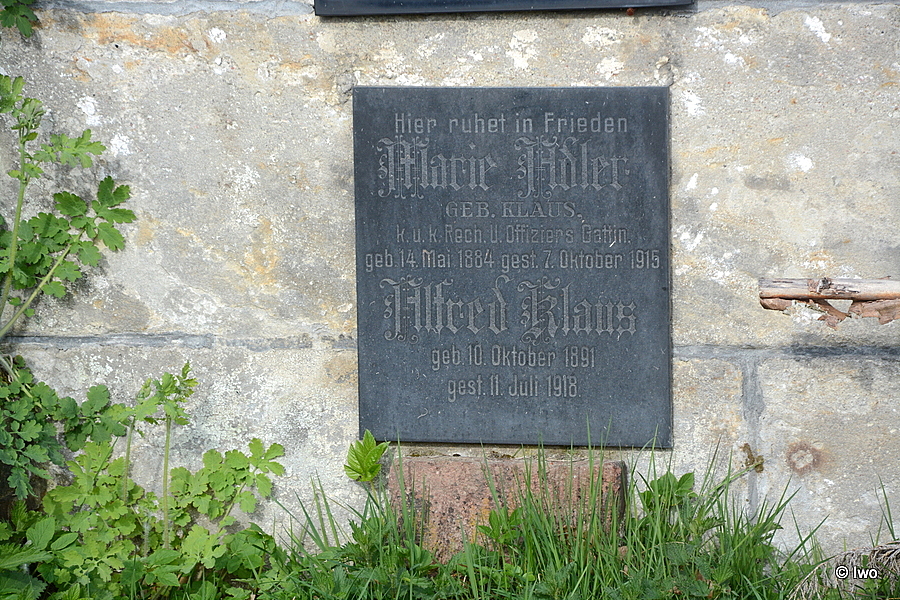 Hier ruhet in Frieden
Marie Adler
GEB. KLAUS,
k. u. k. Rech. U. Offiziers Gattin.
geb 14. Mai 1884 gest. 7. Oktober 1915
Alfred Klaus
geb. 10. Oktober 1891
gest. 11. Juli 1918.
© Iwo